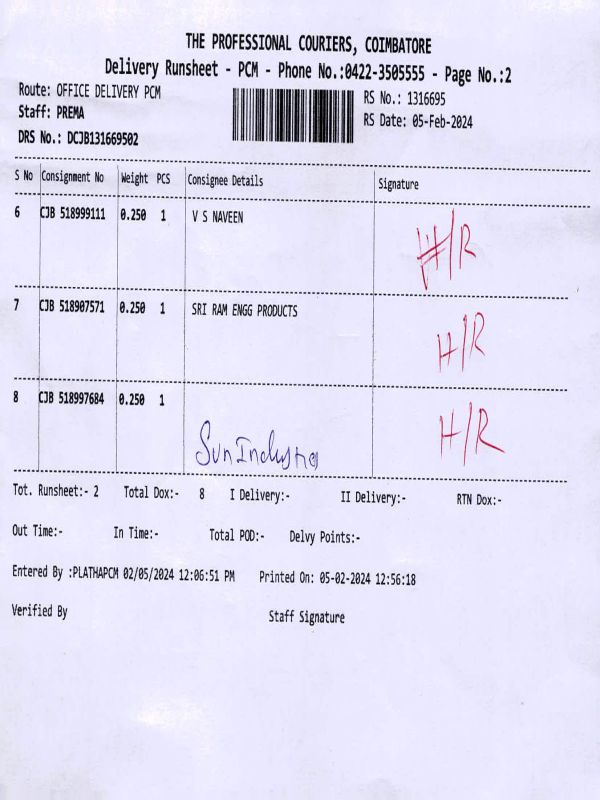 THE PROFESSIONAL COURIERS, COIMBATORE
Delivery Runsheet - PCM - Phone No.:0422-3505555 - Page No.:2
Route: OFFICE DELIVERY PCM
RS No.: 1316695
Staff: PREMA
RS Date: 05-Feb-2024
DRS No.: DCJB131669502
S No Consignment No Weight PCS Consignee Details Signature
6 CJB 518999111 0.250 1 V S NAVEEN H/R
7 CJB 518907571 0.250 1 SRI RAM ENGG PRODUCTS H/R
8 CJB 518997684 0.250 1 H/R
Sun
Tot. Runsheet:- 2 Total Dox:- 8 I Delivery:- II Delivery:- RTN Dox:-
Out Time:- In Time:- Total POD:- Delvy Points:-
Entered By :PLATHAPCM 02/05/2024 12:06:51 PM Printed On: 05-02-2024 12:56:18
Verified By Staff Signature